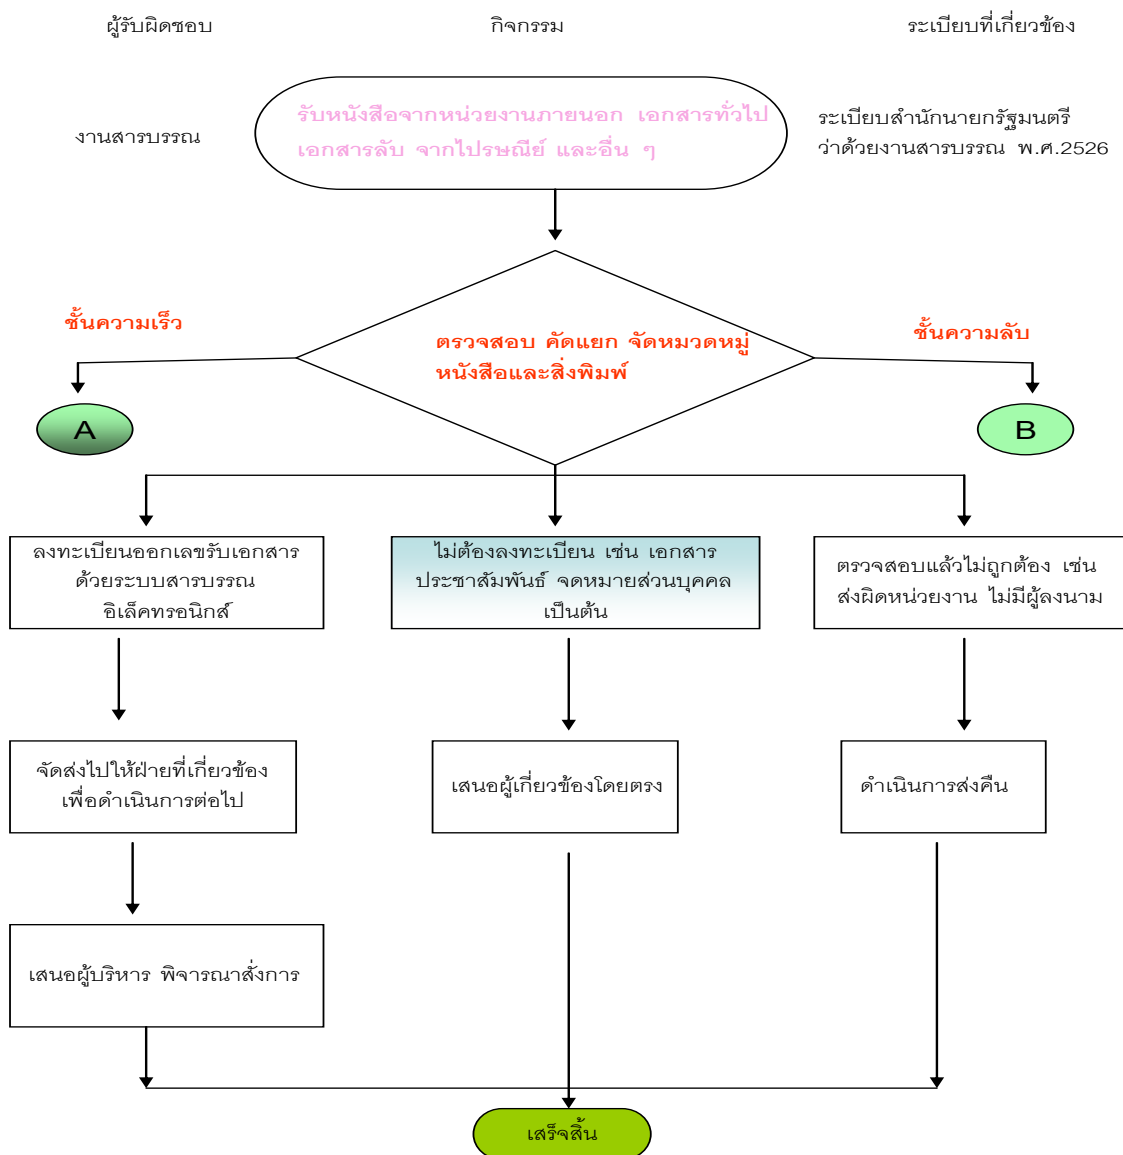 ผู้รับผิดชอบ
กิจกรรม
ระเบียบที่เกี่ยวข้อง
งานสารบรรณ
รับหนังสือจากหน่วยงานภายนอก เอกสารทั่วไป
เอกสารลับ จากไปรษณีย์ และอื่น ๆ
ระเบียบสำนักนายกรัฐมนตรี
ว่าด้วยงานสารบรรณ พ.ศ.2526
ชั้นความเร็ว
ตรวจสอบ คัดแยก จัดหมวดหมู่
หนังสือและสิ่งพิมพ์
ชั้นความลับ
A
B
ลงทะเบียนออกเลขรับเอกสาร
ด้วยระบบสารบรรณ
อิเล็คทรอนิกส์
ไม่ต้องลงทะเบียน เช่น เอกสาร
ประชาสัมพันธ์ จดหมายส่วนบุคคล
เป็นต้น
ตรวจสอบแล้วไม่ถูกต้อง เช่น
ส่งผิดหน่วยงาน ไม่มีผู้ลงนาม
จัดส่งไปให้ฝ่ายที่เกี่ยวข้อง
เพื่อดำเนินการต่อไป
เสนอผู้เกี่ยวข้องโดยตรง
ดำเนินการส่งคืน
เสนอผู้บริหาร พิจารณาสั่งการ
เสร็จสิ้น